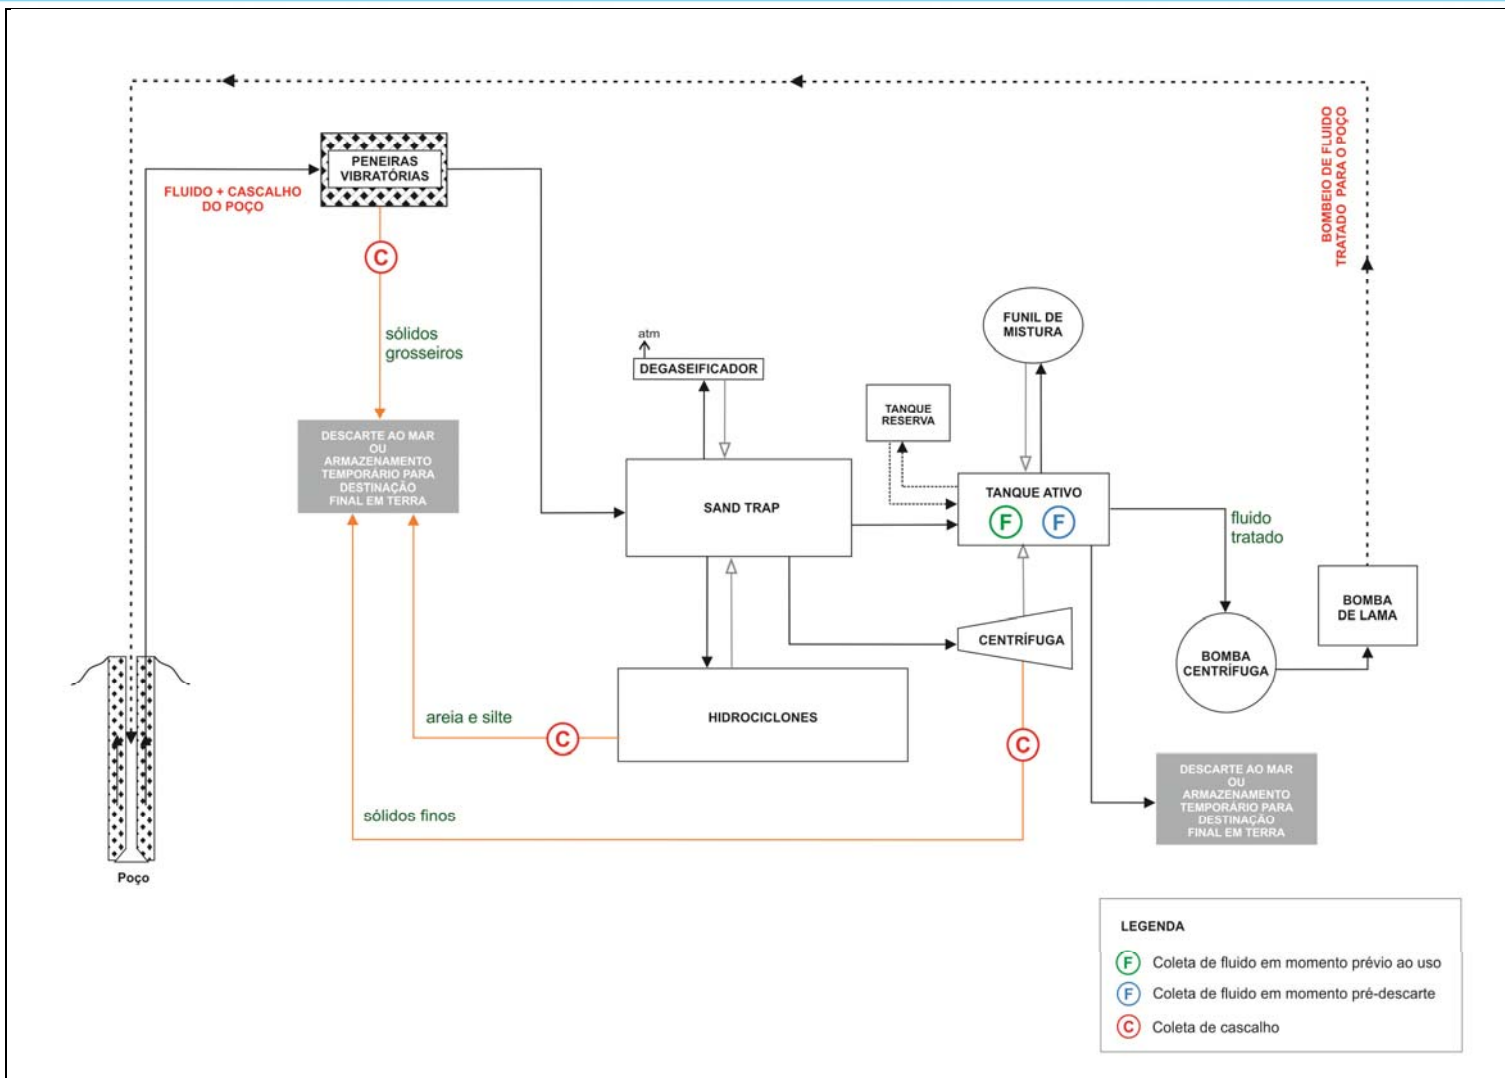 PENEIRAS
VIBRATÓRIAS
FLUIDO + CASCALHO
DO POÇO
BOMBEIO DE FLUIDO
TRATADO PARA O POÇO
C
sólidos
grosseiros
atm
DEGASEIFICADOR
FUNIL DE
MISTURA
TANQUE
RESERVA
DESCARTE AO MAR
OU
ARMAZENAMENTO
TEMPORÁRIO PARA
DESTINAÇÃO
FINAL EM TERRA
SAND TRAP
TANQUE ATIVO
F F
fluido
tratado
BOMBA
DE LAMA
CENTRÍFUGA
BOMBA
CENTRÍFUGA
HIDROCICLONES
areia e silte
C
C
sólidos finos
DESCARTE AO MAR
OU
ARMAZENAMENTO
TEMPORÁRIO PARA
DESTINAÇÃO
FINAL EM TERRA
Poço
LEGENDA
F Coleta de fluido em momento prévio ao uso
F Coleta de fluido em momento pré-descarte
C Coleta de cascalho